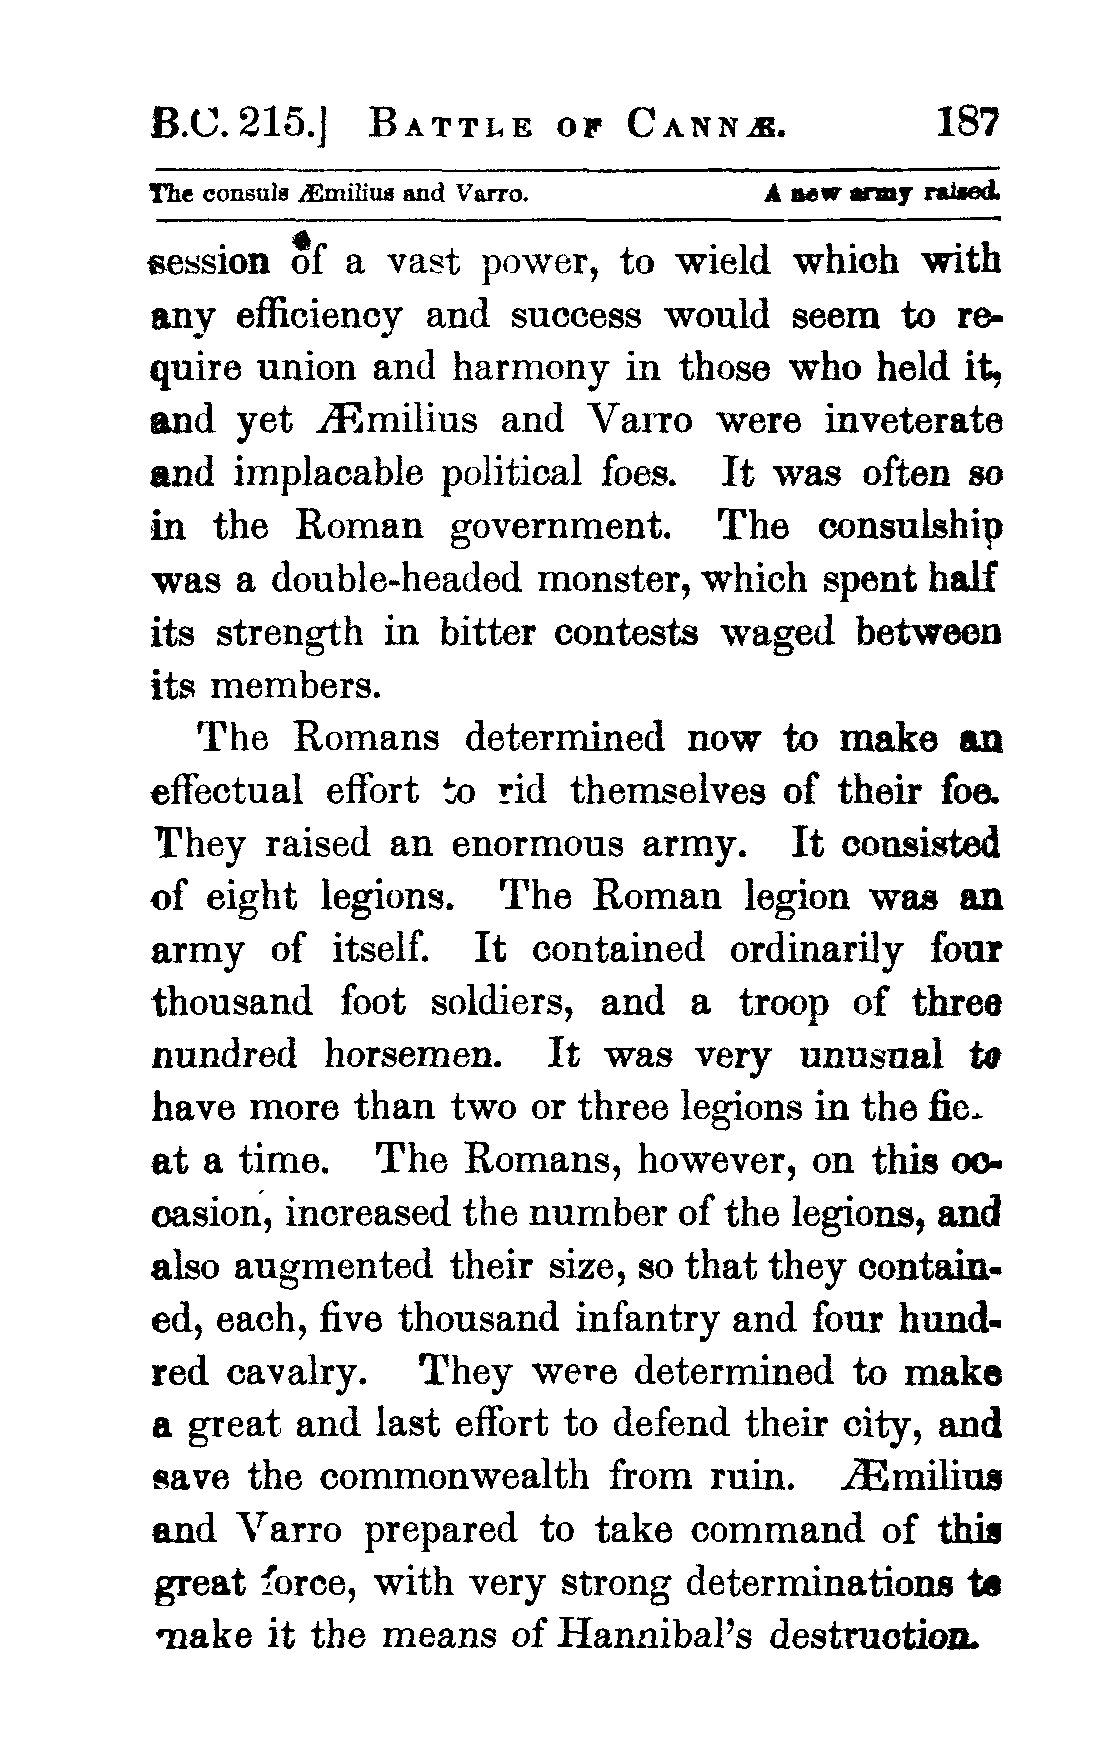 B.C. 215.] BATTLE OF CANNÆ. 187
The consuls Æmilius and Varro. A new army raised.
session of a vast power, to wield which with
any efficiency and success would seem to re-
quire union and harmony in those who held it,
and yet Æmilius and Varro were inveterate
and implacable political foes. It was often so
in the Roman government. The consulship
was a double-headed monster, which spent half
its strength in bitter contests waged between
its members.
The Romans determined now to make an
effectual effort to rid themselves of their foe.
They raised an enormous army. It consisted
of eight legions. The Roman legion was an
army of itself. It contained ordinarily four
thousand foot soldiers, and a troop of three
nundred horsemen. It was very unusual to
have more than two or three legions in the fie
at a time. The Romans, however, on this oc-
casion, increased the number of the legions, and
also augmented their size, so that they contain-
ed, each, five thousand infantry and four hund-
red cavalry. They were determined to make
a great and last effort to defend their city, and
save the commonwealth from ruin. Æmilius
and Varro prepared to take command of this
great force, with very strong determinations to
make it the means of Hannibal's destruction.